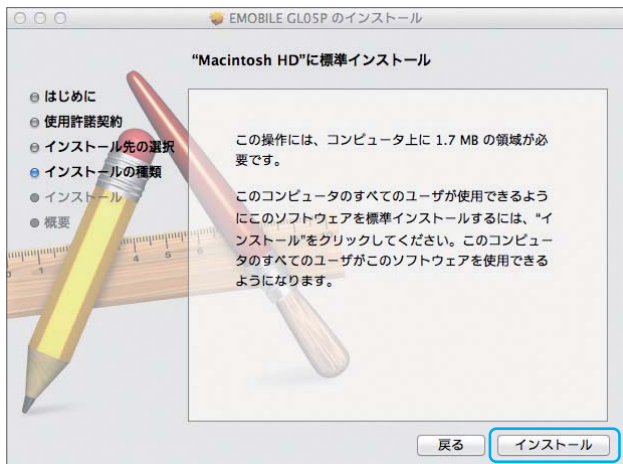 EMOBILE GL05P のインストール
“Macintosh HD”に標準インストール
はじめに
使用許諾契約
インストール先の選択
インストールの種類
インストール
概要
この操作には、コンピュータ上に 1.7 MB の領域が必
要です。
このコンピュータのすべてのユーザが使用できるよう
にこのソフトウェアを標準インストールするには、“イ
ンストール”をクリックしてください。このコンピュー
タのすべてのユーザがこのソフトウェアを使用できる
ようになります。
戻る
インストール